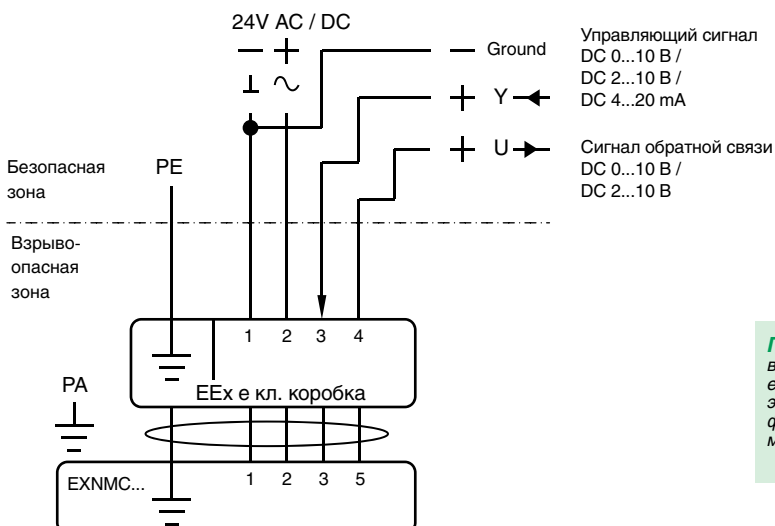 24V AC / DC
Ground
Y
U
Управляющий сигнал
DC 0...10 В /
DC 2...10 В /
DC 4...20 mA
Сигнал обратной связи
DC 0...10 В /
DC 2...10 В
Безопасная
зона
PE
Взрыво-
опасная
зона
1 2 3 4
EEx e кл. коробка
PA
EXNMC...
1 2 3 5